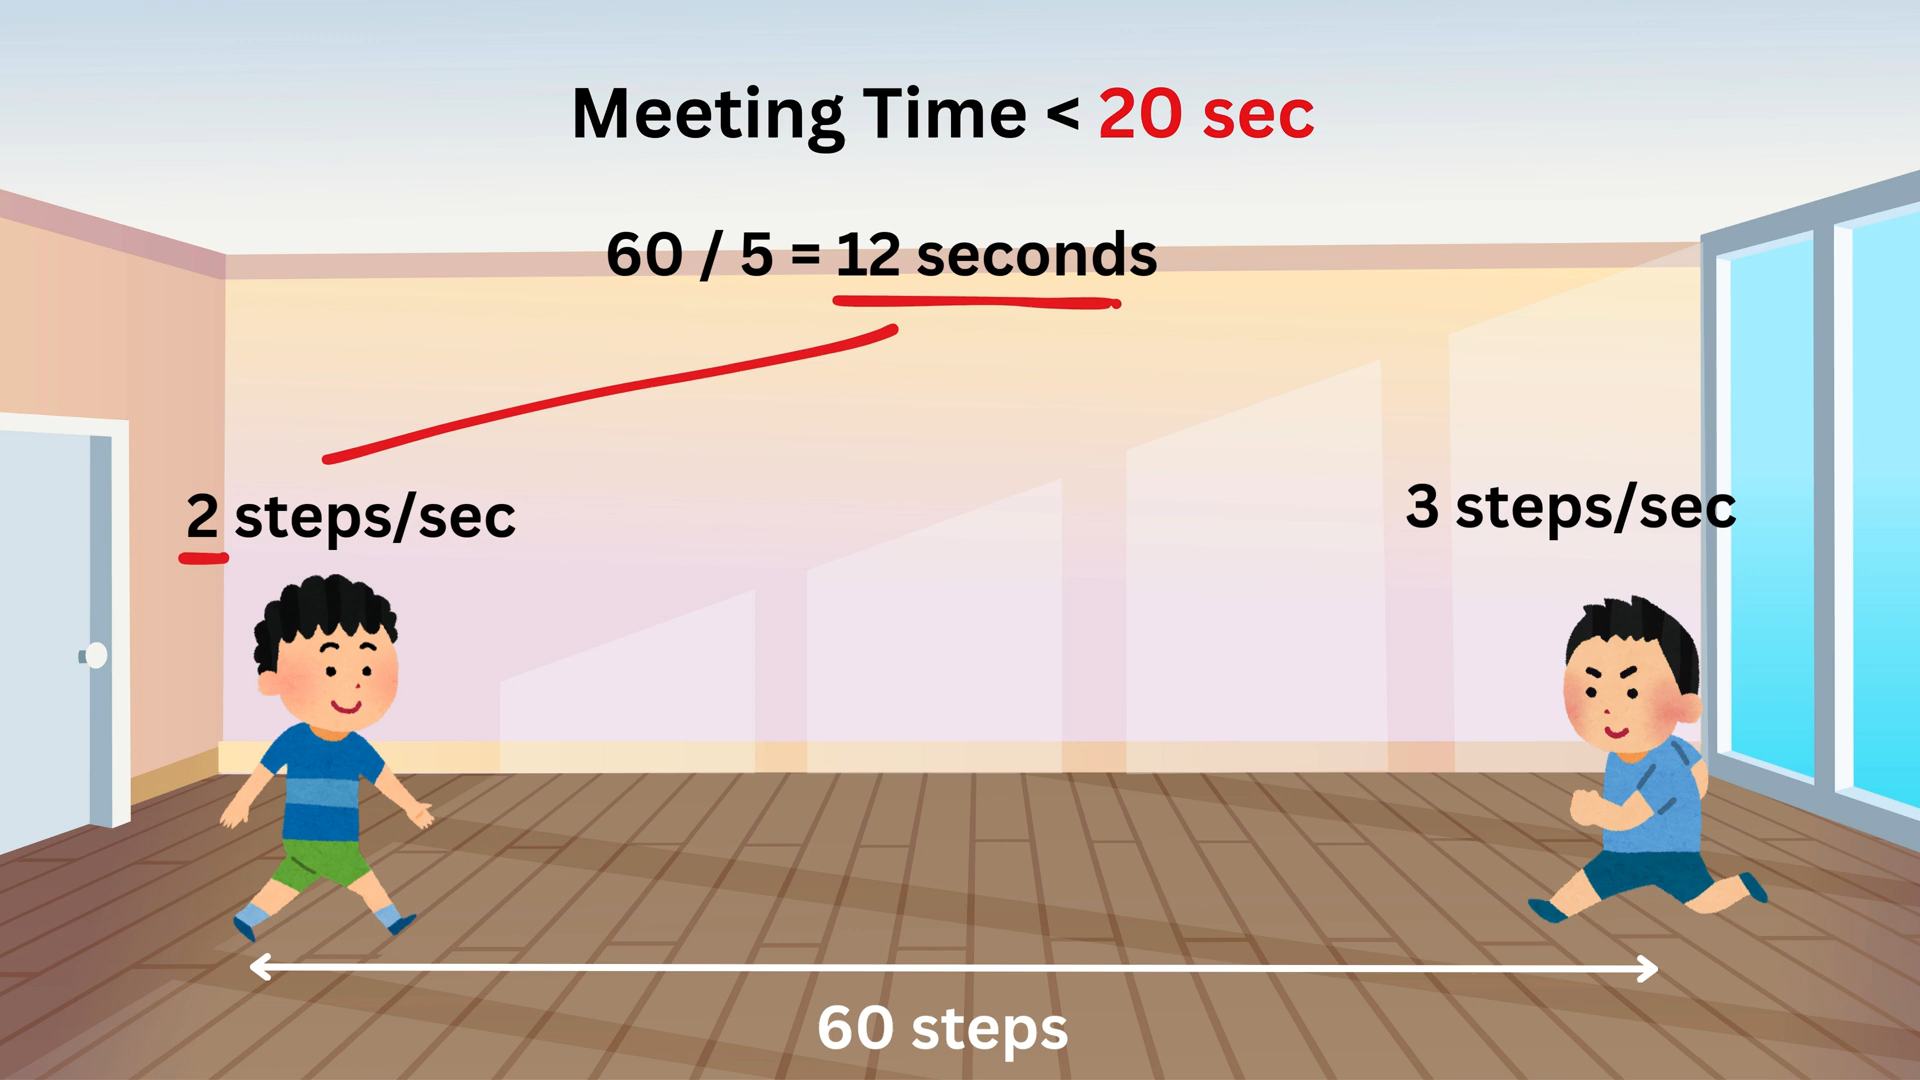 Meeting Time < 20 sec
60 / 5 = 12 seconds
2 steps/sec
3 steps/sec
60 steps